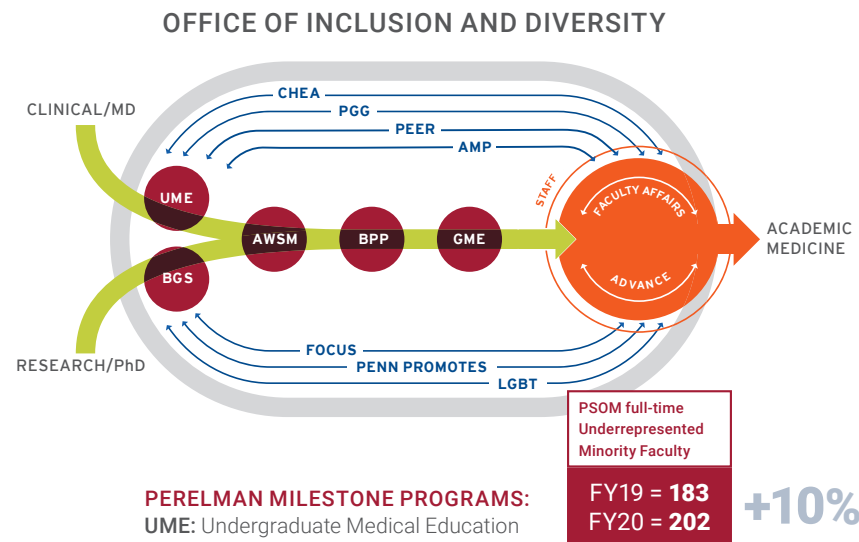 OFFICE OF INCLUSION AND DIVERSITY
CLINICAL/MD
CHEA
PGG
PEER
AMP
STAFF
UME
FACULTY AFFAIRS
AWSM
BPP
GME
ACADEMIC
MEDICINE
BGS
ADVANCE
RESEARCH/PhD
FOCUS
PENN PROMOTES
LGBT
PSOM full-time
Underrepresented
Minority Faculty
FY19 = 183
FY20 = 202
+10%
PERELMAN MILESTONE PROGRAMS:
UME: Undergraduate Medical Education